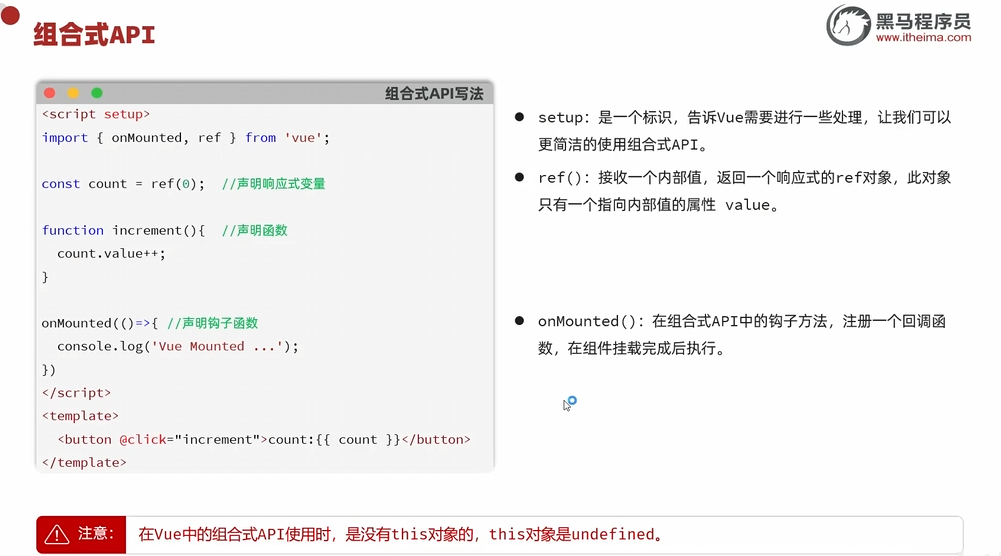 组合式API
黑马程序员
www.itheima.com
组合式API写法
<script setup>
import { onMounted, ref } from 'vue';
const count = ref(0);  //声明响应式变量
function increment(){  //声明函数
  count.value++;
}
onMounted(()=>{ //声明钩子函数
  console.log('Vue Mounted ...');
})
</script>
<template>
  <button @click="increment">count:{{ count }}</button>
</template>
● setup：是一个标识，告诉Vue需要进行一些处理，让我们可以
更简洁的使用组合式API。
● ref()：接收一个内部值，返回一个响应式的ref对象，此对象
只有一个指向内部值的属性 value。
● onMounted()：在组合式API中的钩子方法，注册一个回调函
数，在组件挂载完成后执行。
注意：
在Vue中的组合式API使用时，是没有this对象的，this对象是undefined。